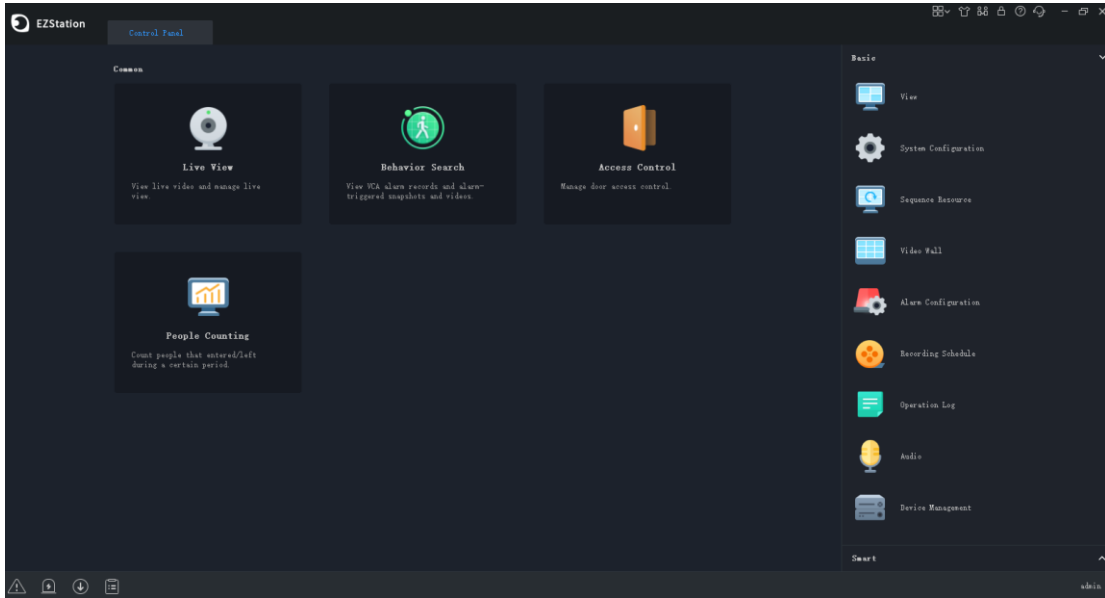 EZStation
Control Panel
Common
Live View
View live video and manage live
view.
Behavior Search
View VCA alarm records and alarm-
triggered snapshots and videos.
Access Control
Manage door access control.
People Counting
Count people that entered/left
during a certain period.
Basic
View
System Configuration
Sequence Resource
Video Wall
Alarm Configuration
Recording Schedule
Operation Log
Audio
Device Management
Smart
admin